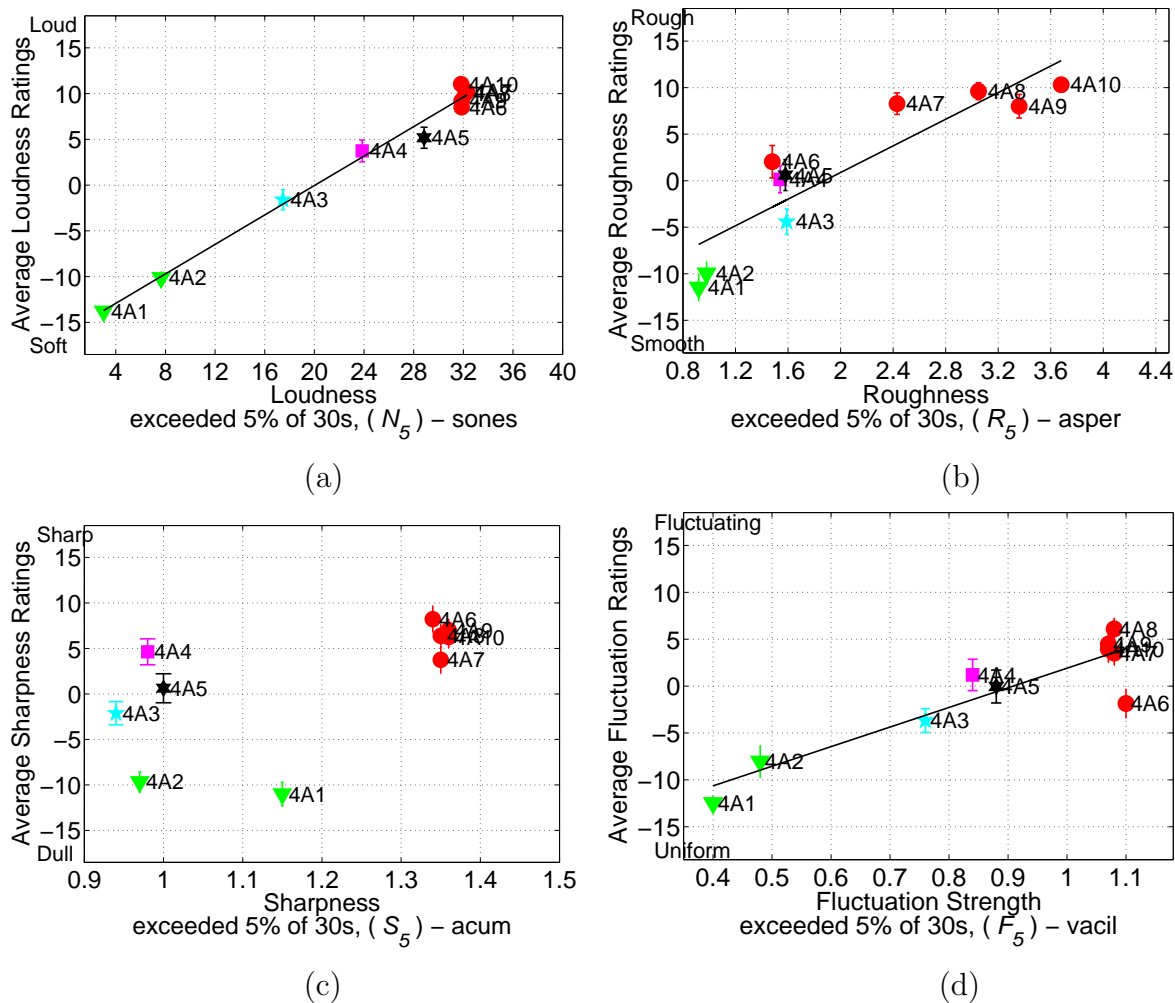 Loud
15
10
5
0
−5
−10
−15
Soft
Average Loudness Ratings
4A10
4A6
4A5
4A4
4A3
4A2
4A1
4 8 12 16 20 24 28 32 36 40
Loudness
exceeded 5% of 30s, ( N5 ) − sones
(a)
Rough
15
10
5
0
−5
−10
−15
Smooth
Average Roughness Ratings
4A10
4A8
4A9
4A7
4A6
4A5
4A4
4A3
4A2
4A1
0.8 1.2 1.6 2 2.4 2.8 3.2 3.6 4 4.4
Roughness
exceeded 5% of 30s, ( R5 ) − asper
(b)
Sharp
15
10
5
0
−5
−10
−15
Dull
Average Sharpness Ratings
4A6
4A9
4A10
4A7
4A4
4A5
4A3
4A2
4A1
0.9 1 1.1 1.2 1.3 1.4 1.5
Sharpness
exceeded 5% of 30s, ( S5 ) − acum
(c)
Fluctuating
15
10
5
0
−5
−10
−15
Uniform
Average Fluctuation Ratings
4A8
4A9
4A10
4A7
4A6
4A4
4A5
4A3
4A2
4A1
0.4 0.5 0.6 0.7 0.8 0.9 1 1.1
Fluctuation Strength
exceeded 5% of 30s, ( F5 ) − vacil
(d)